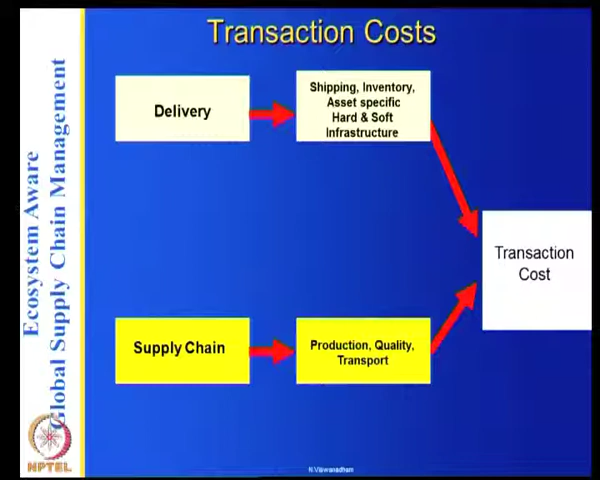 Transaction Costs
Ecosystem Aware
Global Supply Chain Management
Delivery
Shipping, Inventory,
Asset specific
Hard & Soft
Infrastructure
Transaction
Cost
Supply Chain
Production, Quality,
Transport
NPTEL
N.Viswanadham